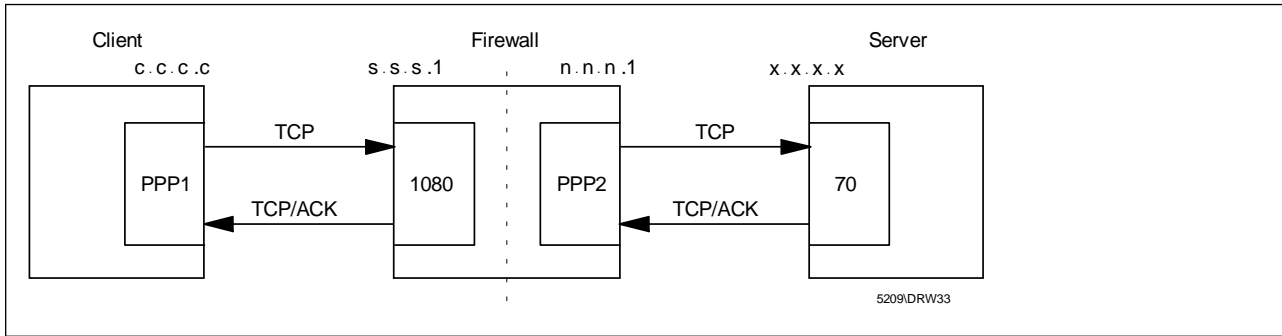 Client Firewall Server
c.c.c.c s.s.s.1 n.n.n.1 x.x.x.x
TCP TCP
PPP1 1080 PPP2 70
TCP/ACK TCP/ACK
5209\DRW33